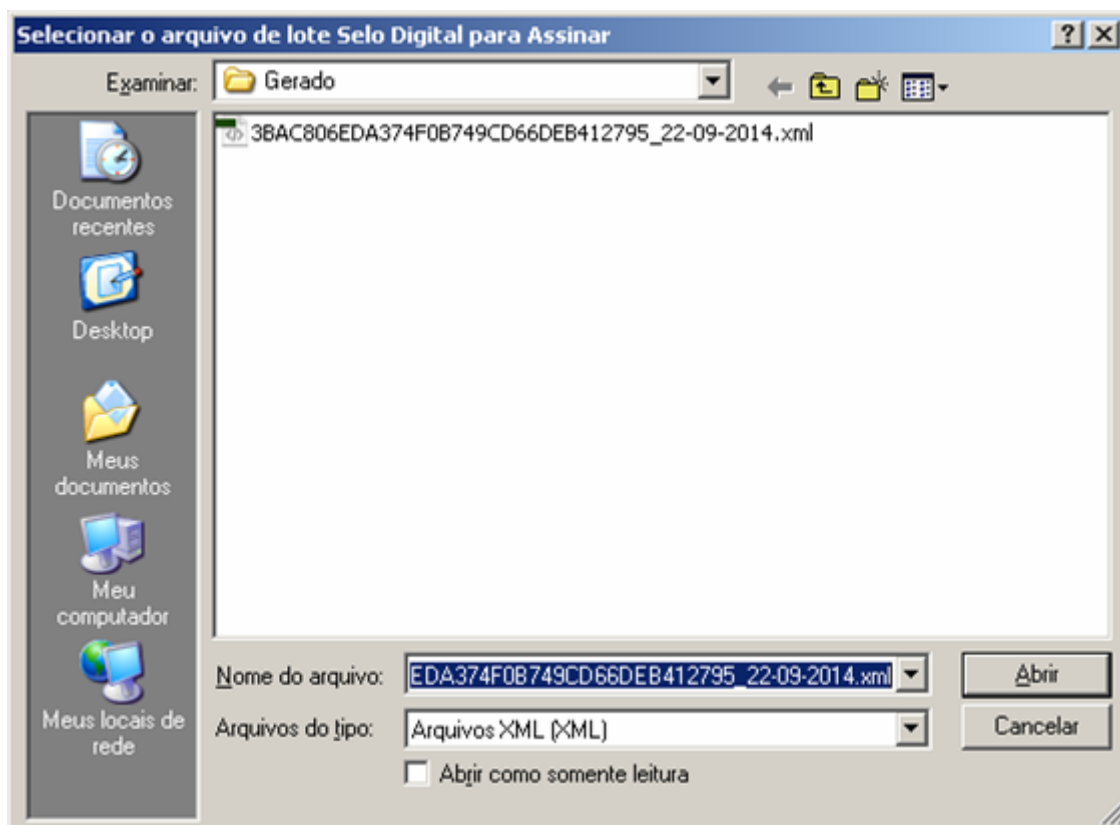 Selecionar o arquivo de lote Selo Digital para Assinar
Examinar:
Gerado
3BAC806EDA374F0B749CD66DEB412795_22-09-2014.xml
Documentos
recentes
Desktop
Meus
documentos
Meu
computador
Meus locais de
rede
Nome do arquivo:
EDA374F0B749CD66DEB412795_22-09-2014.xml
Abrir
Arquivos do tipo:
Arquivos XML (XML)
Cancelar
Abrir como somente leitura